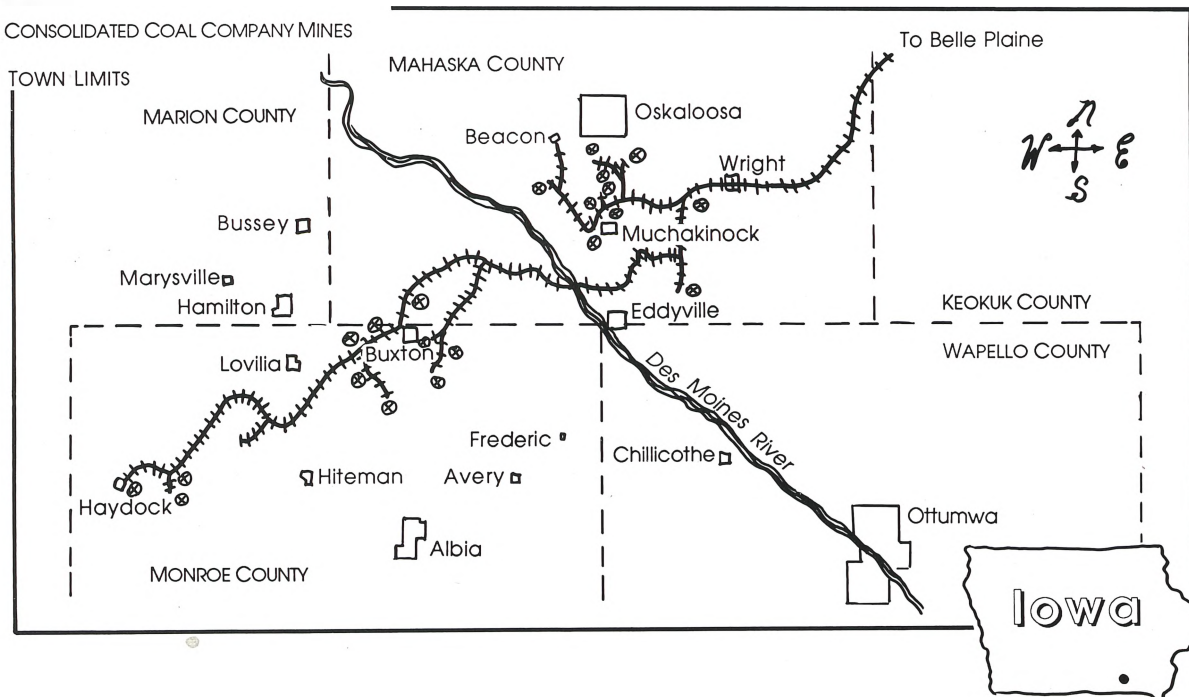 CONSOLIDATED COAL COMPANY MINES
To Belle Plaine
MAHASKA COUNTY
TOWN LIMITS
MARION COUNTY
Oskaloosa
Beacon
N
W E
S
Wright
Bussey
Muchakinock
Marysville
Hamilton
Eddyville
KEOKUK COUNTY
Buxton
WAPELLO COUNTY
Lovilia
Des Moines River
Frederic
Chillicothe
Hiteman
Avery
Haydock
Ottumwa
Albia
MONROE COUNTY
Iowa